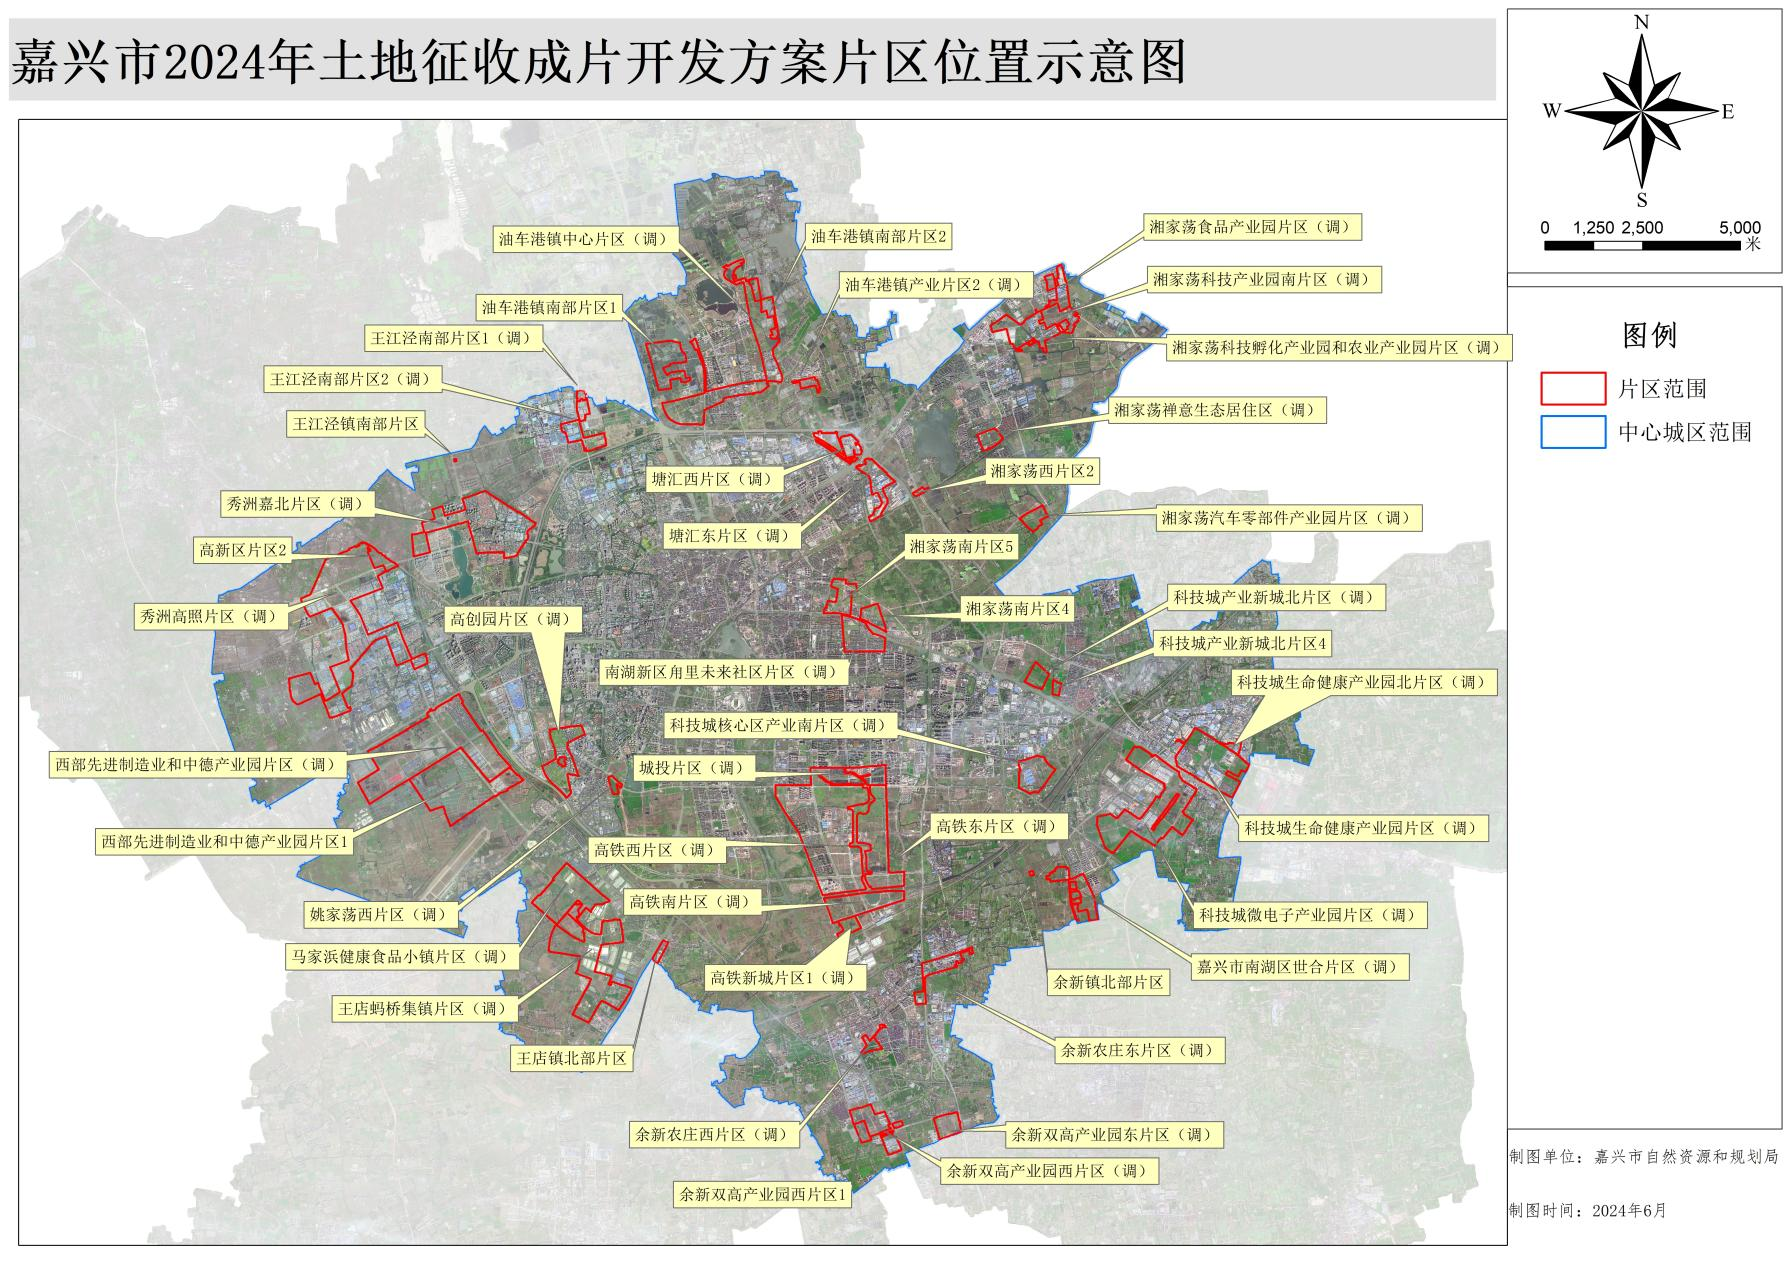 嘉兴市2024年土地征收成片开发方案片区位置示意图
N
W
E
S
0 1,250 2,500 5,000
米
图例
片区范围
中心城区范围
油车港镇中心片区（调）
油车港镇南部片区2
湘家荡食品产业园片区（调）
油车港镇产业片区2（调）
湘家荡科技产业园南片区（调）
油车港镇南部片区1
王江泾南部片区1（调）
湘家荡科技孵化产业园和农业产业园片区（调）
王江泾南部片区2（调）
湘家荡禅意生态居住区（调）
王江泾镇南部片区
塘汇西片区（调）
湘家荡西片区2
秀洲嘉北片区（调）
湘家荡汽车零部件产业园片区（调）
塘汇东片区（调）
高新区片区2
湘家荡南片区5
秀洲高照片区（调）
高创园片区（调）
湘家荡南片区4
科技城产业新城北片区（调）
科技城产业新城北片区4
南湖新区甪里未来社区片区（调）
科技城生命健康产业园北片区（调）
科技城核心区产业南片区（调）
西部先进制造业和中德产业园片区（调）
城投片区（调）
西部先进制造业和中德产业园片区1
高铁西片区（调）
高铁东片区（调）
科技城生命健康产业园片区（调）
姚家荡西片区（调）
高铁南片区（调）
科技城微电子产业园片区（调）
马家浜健康食品小镇片区（调）
高铁新城片区1（调）
余新镇北部片区
嘉兴市南湖区世合片区（调）
王店蚂桥集镇片区（调）
王店镇北部片区
余新农庄东片区（调）
余新农庄西片区（调）
余新双高产业园东片区（调）
余新双高产业园西片区（调）
余新双高产业园西片区1
制图单位：嘉兴市自然资源和规划局
制图时间：2024年6月